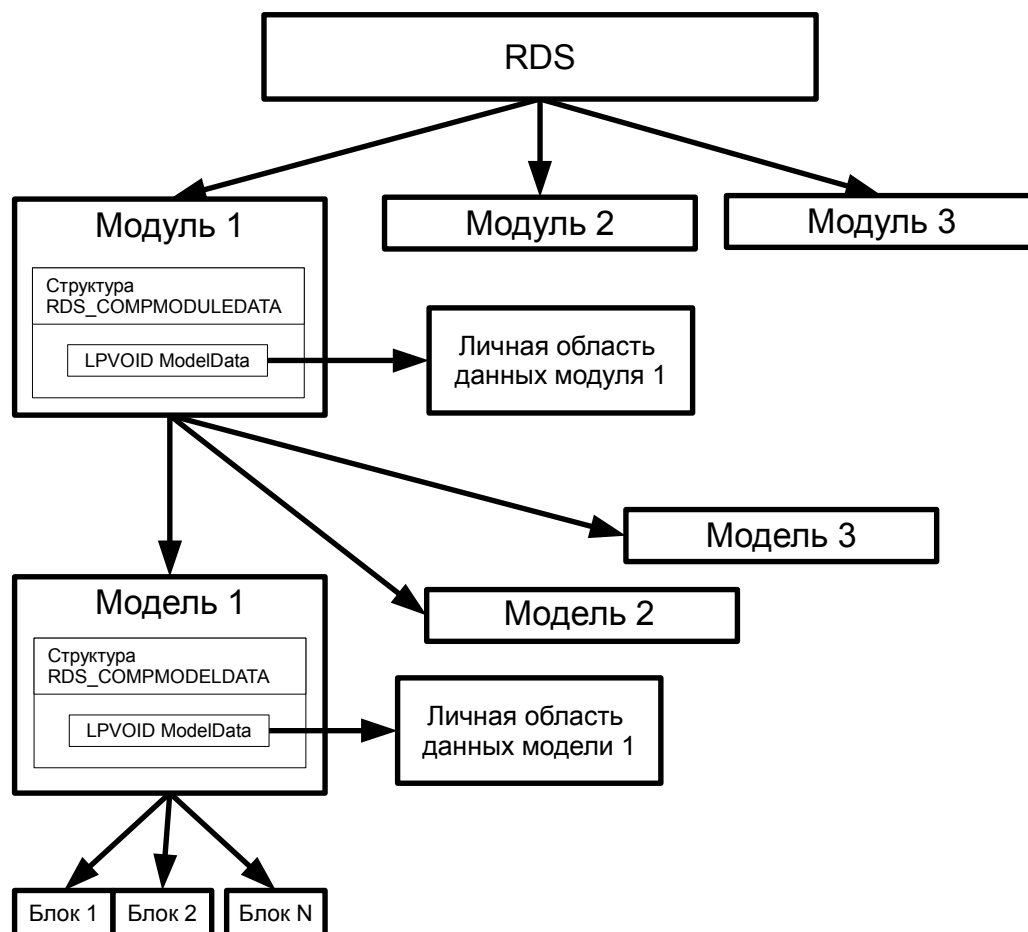 RDS
Модуль 1
Модуль 2
Модуль 3
Структура
RDS_COMPMODULEDATA
LPVOID ModelData
Личная область
данных модуля 1
Модель 3
Модель 1
Модель 2
Структура
RDS_COMPMODELDATA
LPVOID ModelData
Личная область
данных модели 1
Блок 1
Блок 2
Блок N